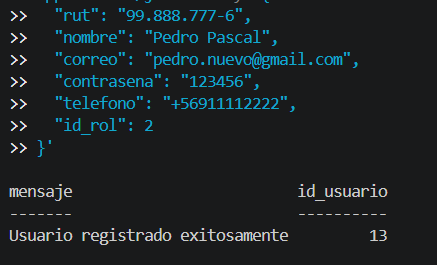 >>   "rut": "99.888.777-6",
>>   "nombre": "Pedro Pascal",
>>   "correo": "pedro.nuevo@gmail.com",
>>   "contrasena": "123456",
>>   "telefono": "+56911112222",
>>   "id_rol": 2
>> }'
mensaje                        id_usuario
-------                        ----------
Usuario registrado exitosamente        13